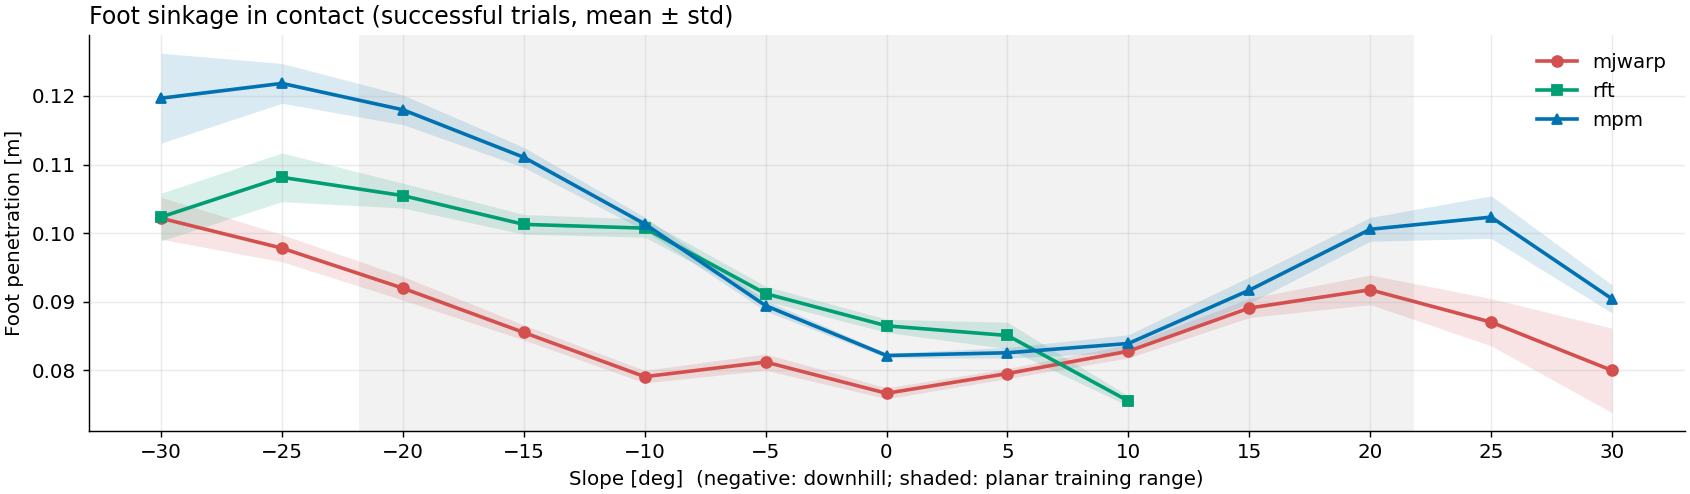 Foot sinkage in contact (successful trials, mean ± std)
mjwarp
rft
mpm
Foot penetration [m]
0.12
0.11
0.10
0.09
0.08
−30 −25 −20 −15 −10 −5 0 5 10 15 20 25 30
Slope [deg]  (negative: downhill; shaded: planar training range)